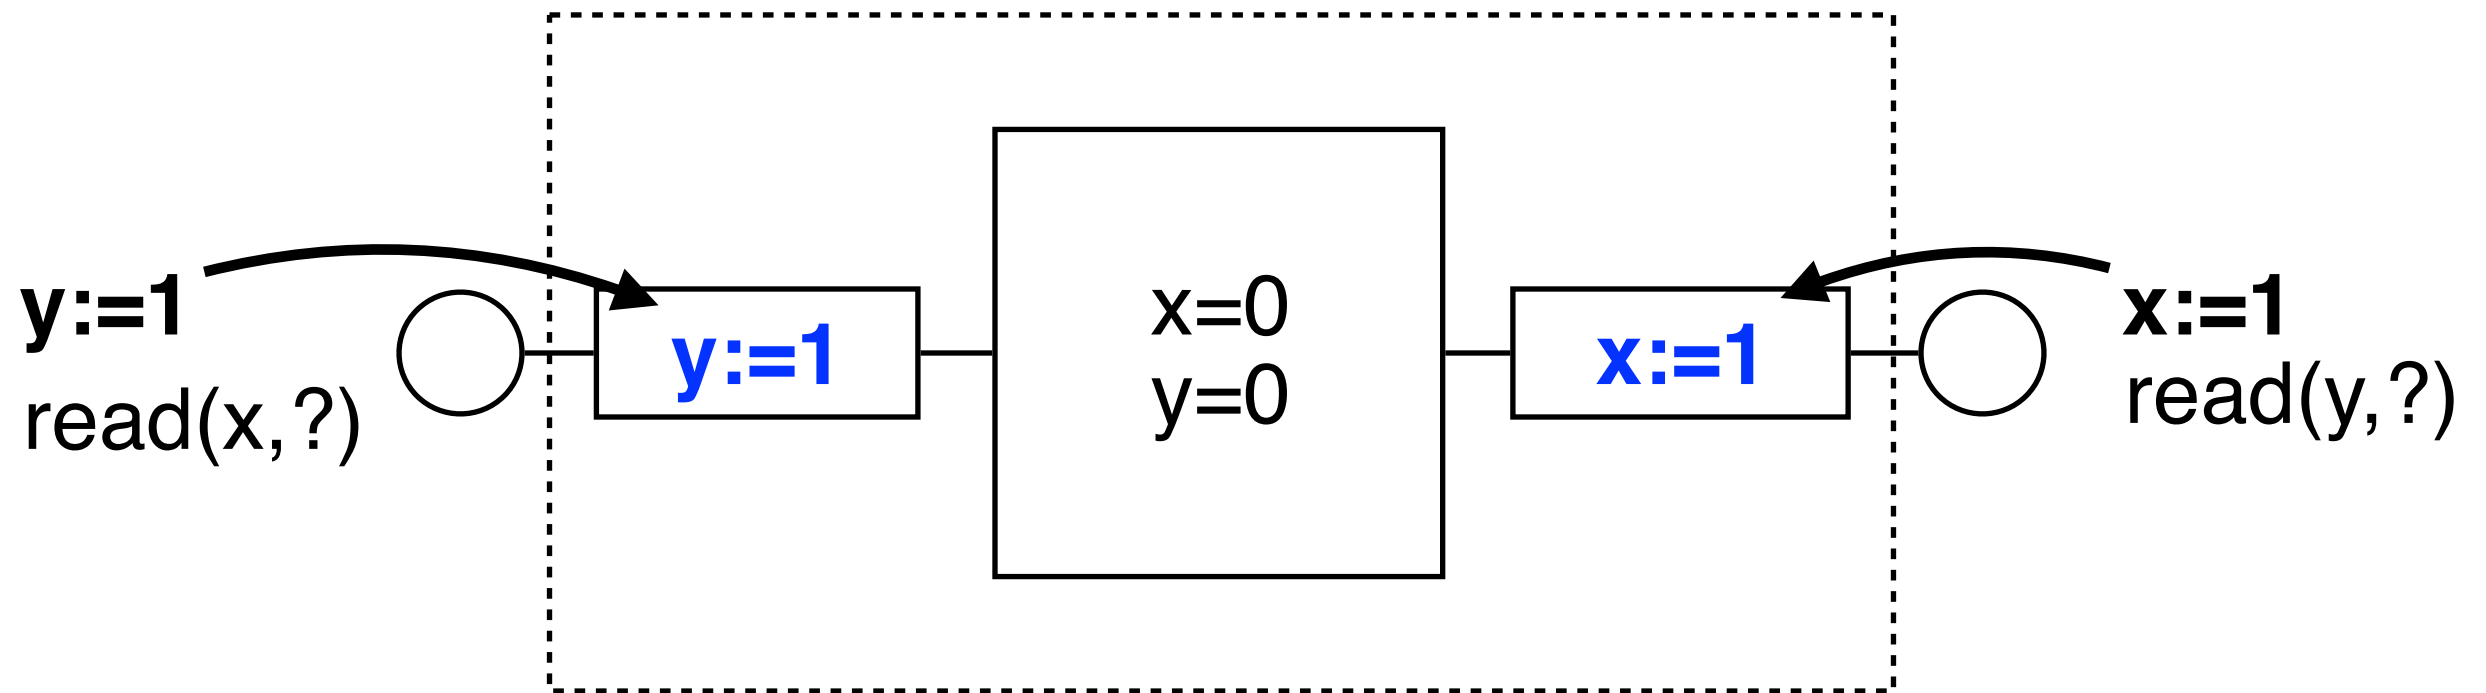 y:=1
read(x,?)
y:=1
x=0
y=0
x:=1
x:=1
read(y,?)